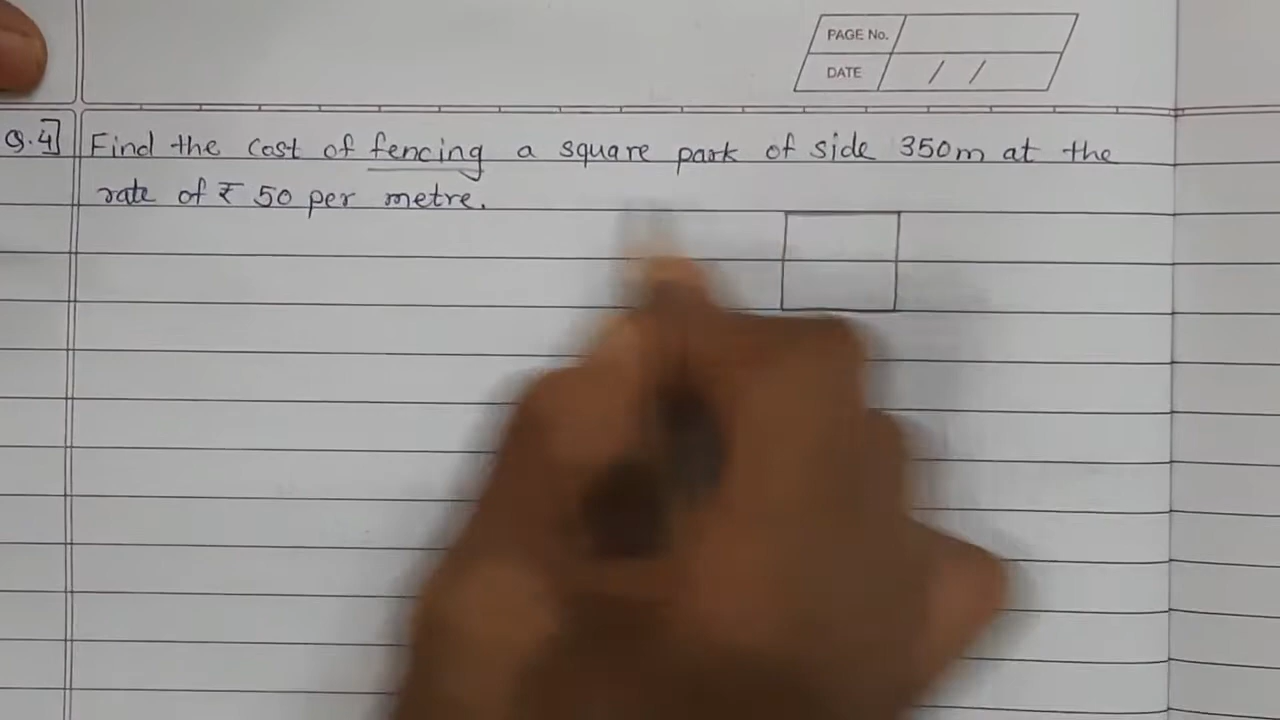 PAGE No.
DATE / /
Q.4] Find the cost of fencing a square park of side 350m at the
rate of ₹ 50 per metre.